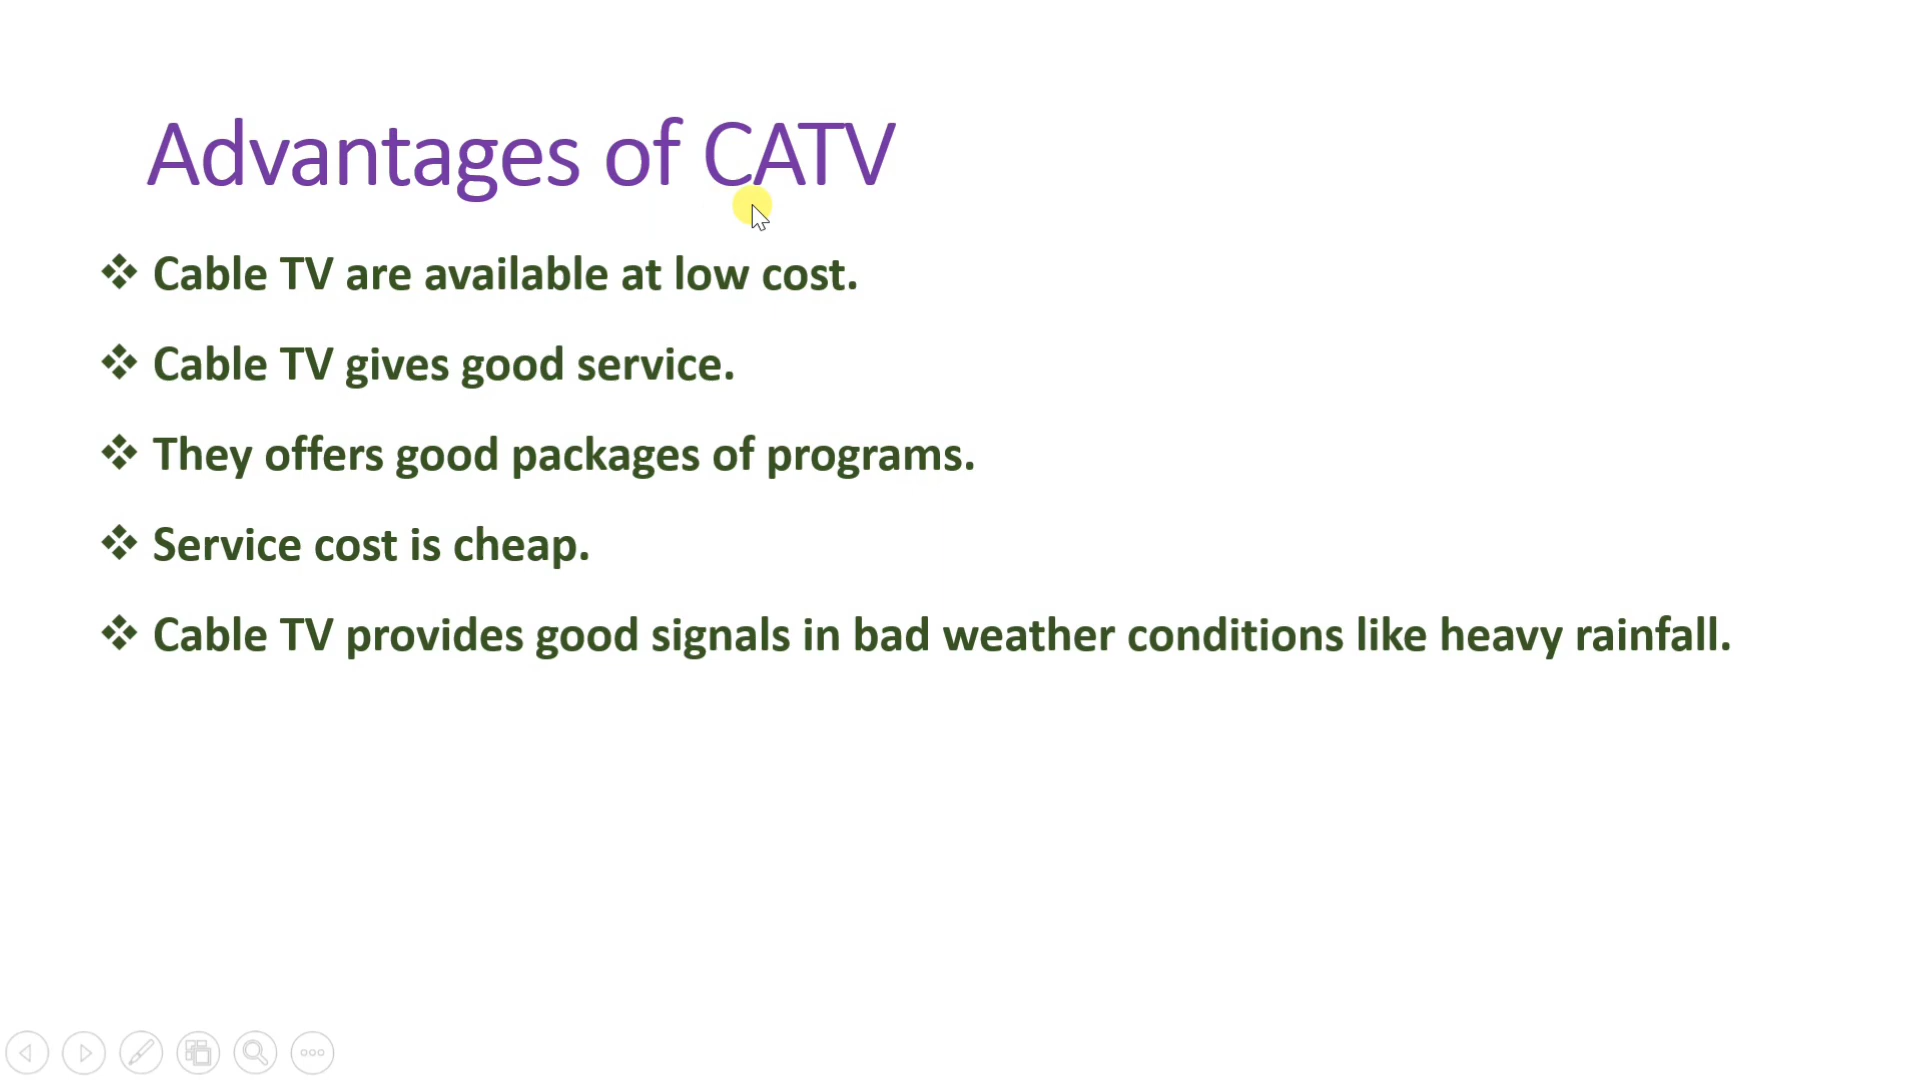 Advantages of CATV
❖ Cable TV are available at low cost.
❖ Cable TV gives good service.
❖ They offers good packages of programs.
❖ Service cost is cheap.
❖ Cable TV provides good signals in bad weather conditions like heavy rainfall.